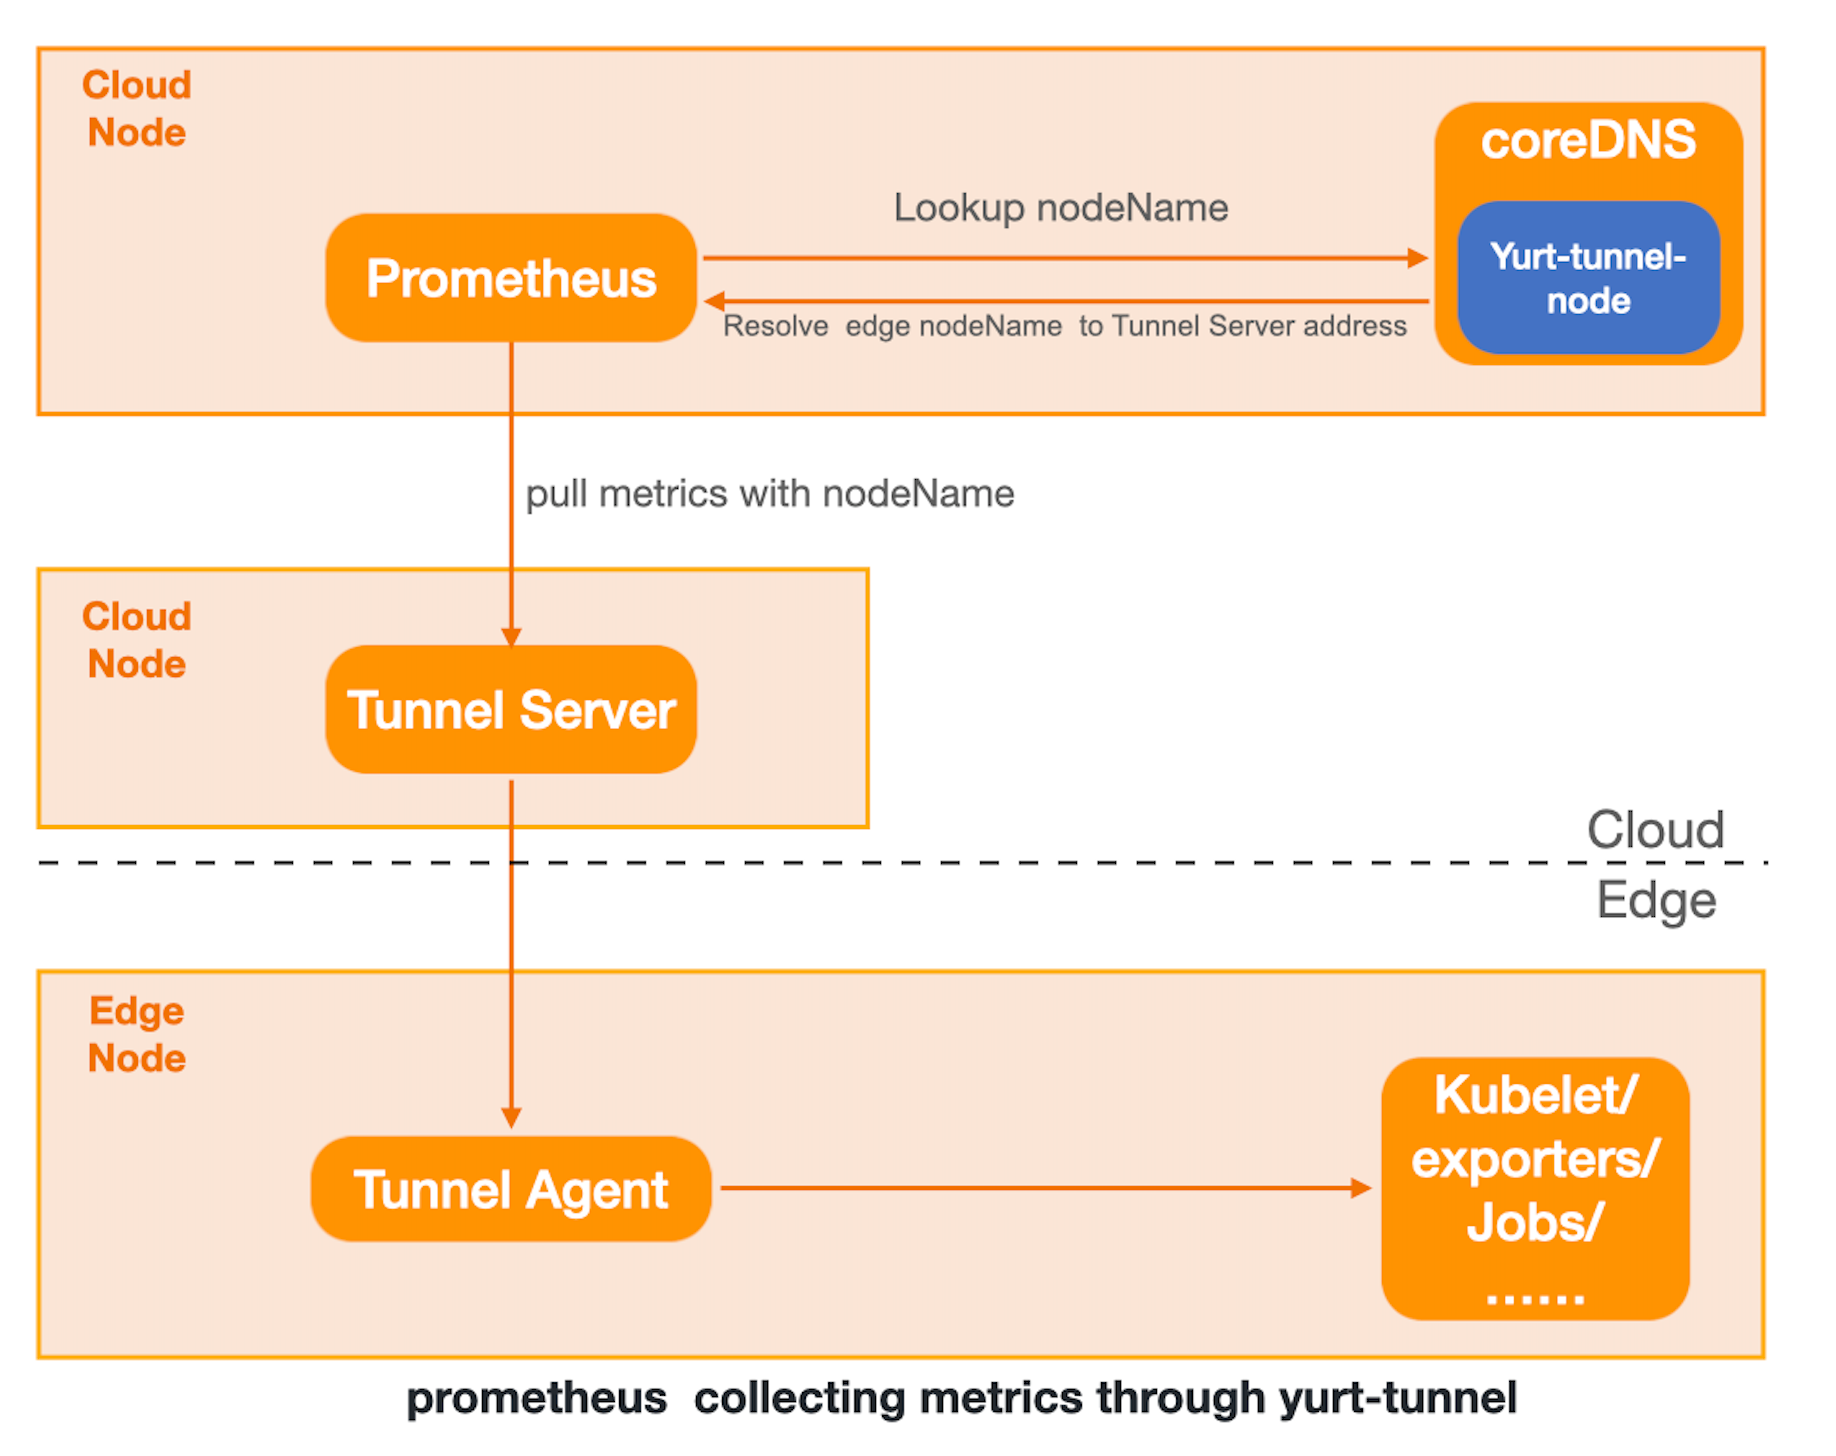 Cloud
Node
coreDNS
Lookup nodeName
Prometheus
Yurt-tunnel-
node
Resolve edge nodeName to Tunnel Server address
pull metrics with nodeName
Cloud
Node
Tunnel Server
Cloud
Edge
Edge
Node
Tunnel Agent
Kubelet/
exporters/
Jobs/
......
prometheus collecting metrics through yurt-tunnel